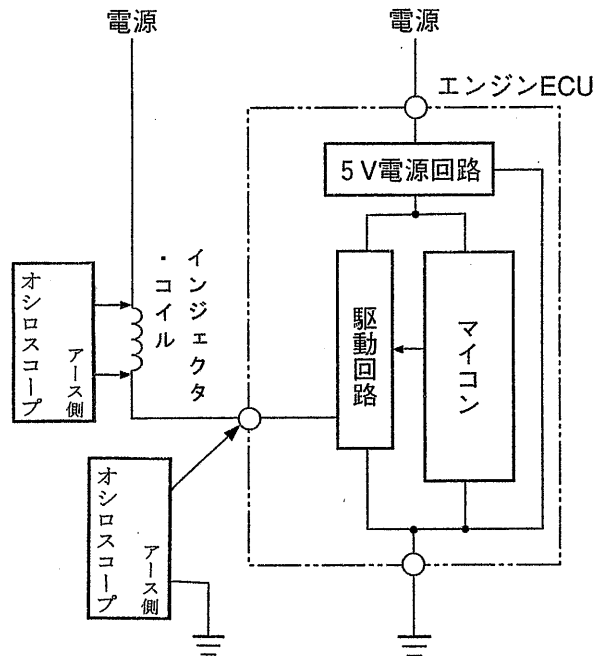 電源
電源
エンジンECU
5V電源回路
インジェクタ
・コイル
オシロスコープ
アース側
駆動回路
マイコン
オシロスコープ
アース側